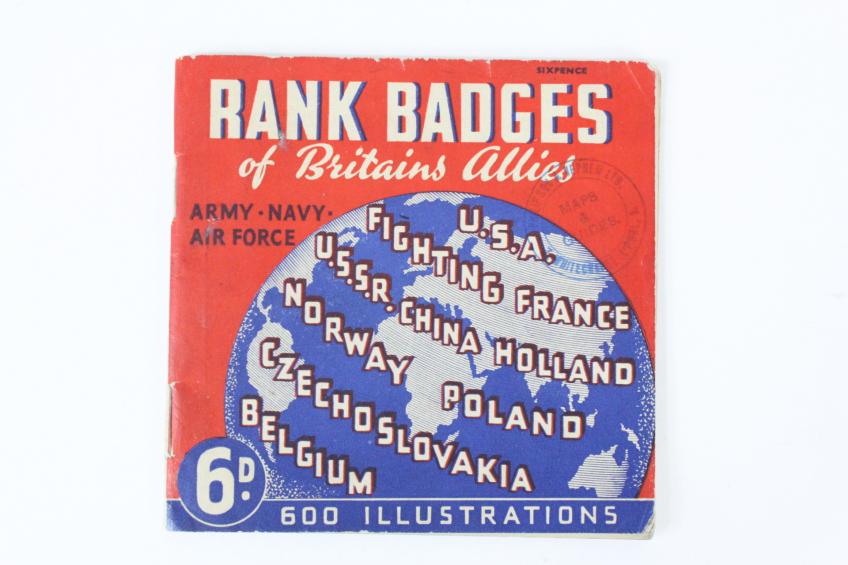 SIXPENCE
RANK BADGES
of Britains Allies
ARMY · NAVY ·
AIR FORCE
U.S.A.
FIGHTING FRANCE
U.S.S.R. CHINA HOLLAND
NORWAY POLAND
CZECHOSLOVAKIA
BELGIUM
MAPS
&
6D.
600 ILLUSTRATIONS